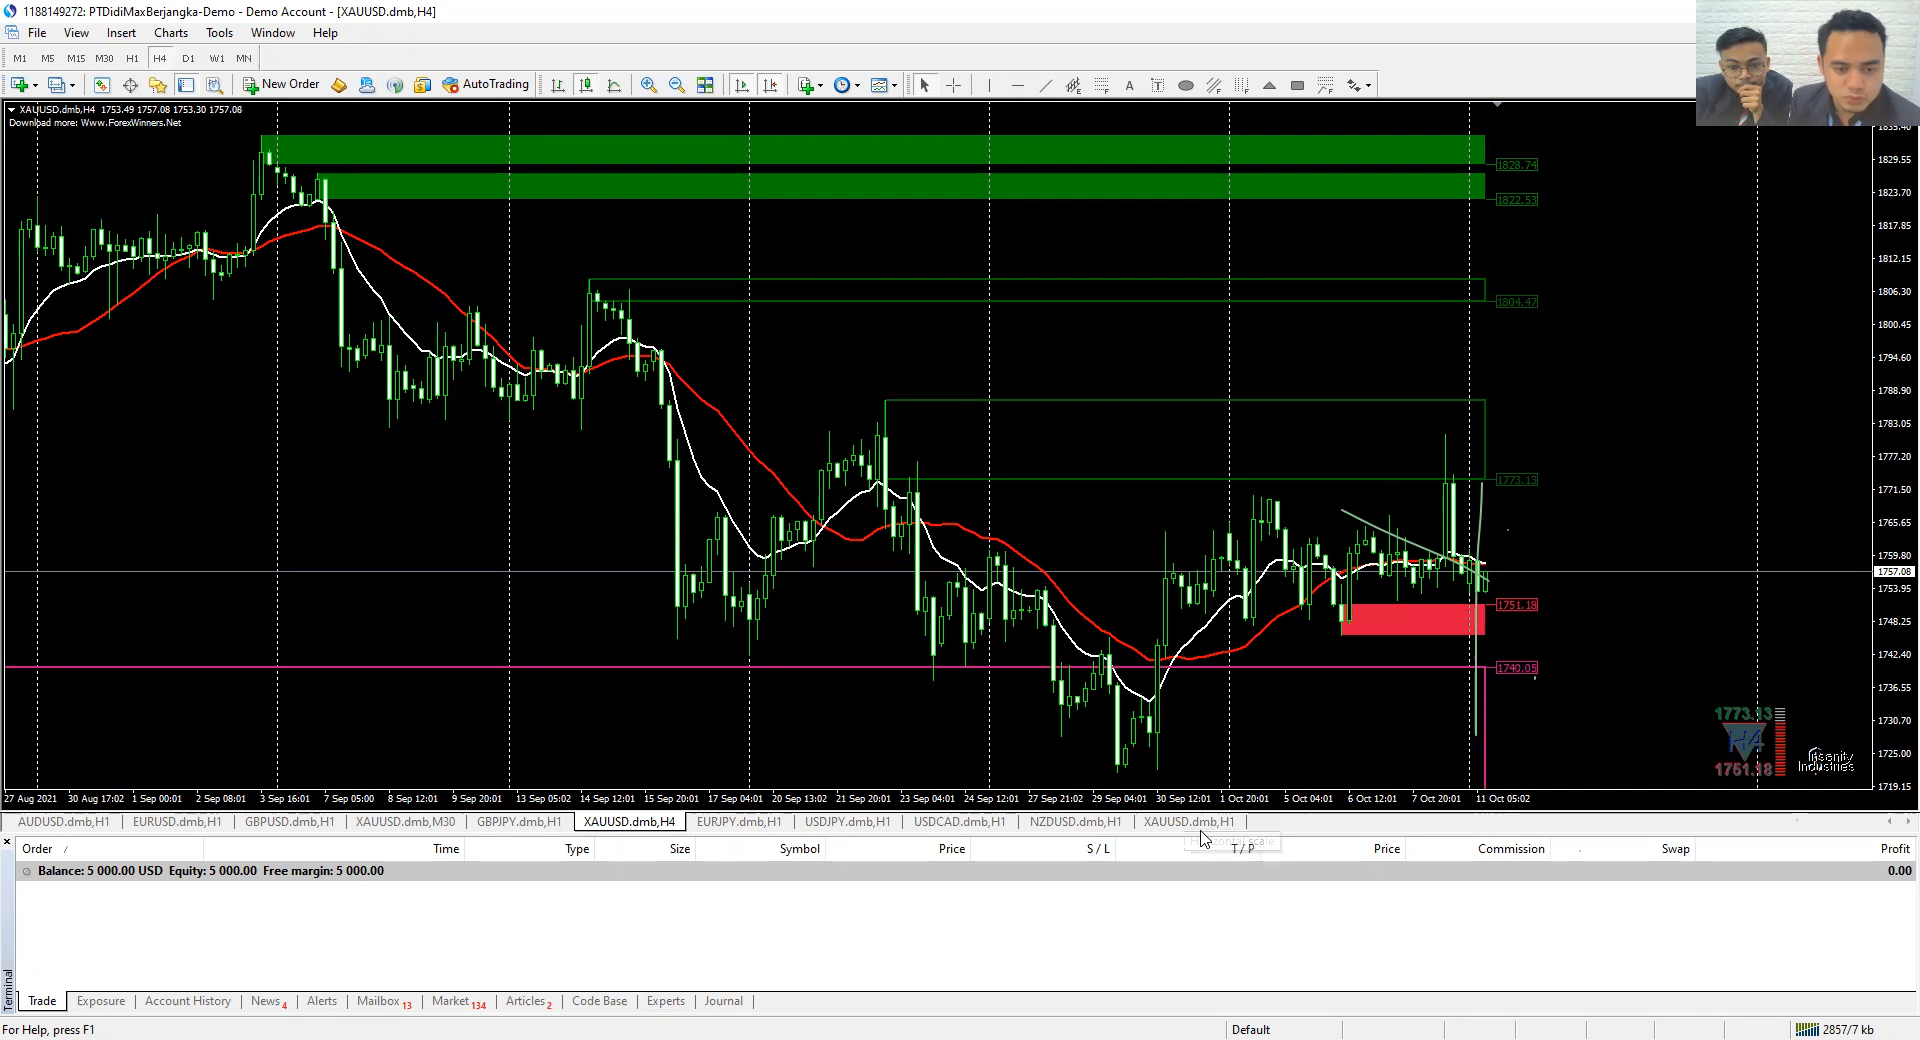 1188149272: PTDidiMaxBerjangka-Demo - Demo Account - [XAUUSD.dmb,H4]
File View Insert Charts Tools Window Help
M1 M5 M15 M30 H1 H4 D1 W1 MN
New Order AutoTrading
XAUUSD.dmb,H4 1753.49 1757.08 1753.30 1757.08
Download more: Www.ForexWinners.Net
1835.40
1829.55
1828.74
1823.70
1822.53
1817.85
1812.15
1806.30
1804.47
1800.45
1794.60
1788.90
1783.05
1777.20
1773.13
1771.50
1765.65
1759.80
1757.08
1753.95
1751.18
1748.25
1742.40
1740.05
1736.55
1730.70
1725.00
1719.15
1773.13
H4
1751.18
Insanity
Industries
27 Aug 2021 30 Aug 17:02 1 Sep 00:01 2 Sep 08:01 3 Sep 16:01 7 Sep 05:00 8 Sep 12:01 9 Sep 20:01 13 Sep 05:02 14 Sep 12:01 15 Sep 20:01 17 Sep 04:01 20 Sep 13:02 21 Sep 20:01 23 Sep 04:01 24 Sep 12:01 27 Sep 21:02 29 Sep 04:01 30 Sep 12:01 1 Oct 20:01 5 Oct 04:01 6 Oct 12:01 7 Oct 20:01 11 Oct 05:02
AUDUSD.dmb,H1 EURUSD.dmb,H1 GBPUSD.dmb,H1 XAUUSD.dmb,M30 GBPJPY.dmb,H1 XAUUSD.dmb,H4 EURJPY.dmb,H1 USDJPY.dmb,H1 USDCAD.dmb,H1 NZDUSD.dmb,H1 XAUUSD.dmb,H1
Horizontal scale
Order / Time Type Size Symbol Price S / L T / P Price Commission Swap Profit
Balance: 5 000.00 USD Equity: 5 000.00 Free margin: 5 000.00 0.00
Terminal
Trade Exposure Account History News 4 Alerts Mailbox 13 Market 134 Articles 2 Code Base Experts Journal
For Help, press F1 Default 2857/7 kb